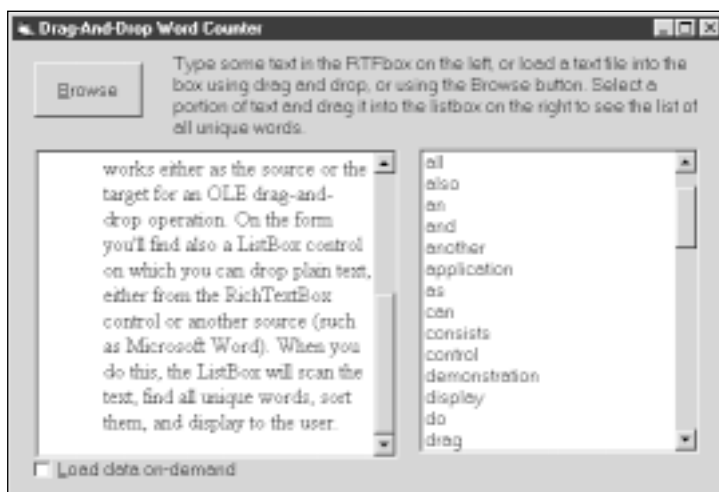 Drag-And-Drop Word Counter
Browse
Type some text in the RTFbox on the left, or load a text file into the
box using drag and drop, or using the Browse button. Select a
portion of text and drag it into the listbox on the right to see the list of
all unique words.
works either as the source or the
target for an OLE drag-and-
drop operation. On the form
you'll find also a ListBox control
on which you can drop plain text,
either from the RichTextBox
control or another source (such
as Microsoft Word). When you
do this, the ListBox will scan the
text, find all unique words, sort
them, and display to the user.
all
also
an
and
another
application
as
can
consists
control
demonstration
display
do
drag
Load data on-demand